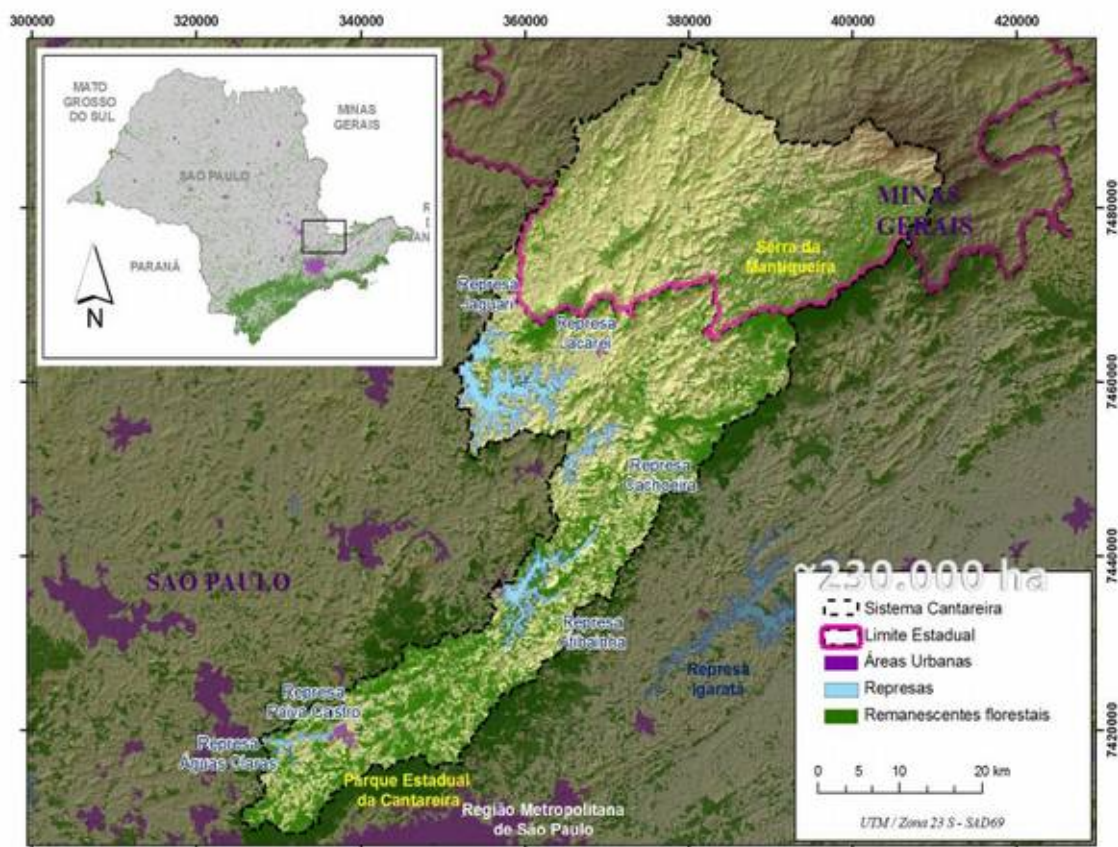 300000 320000 340000 360000 380000 400000 420000
MATO
GROSSO
DO SUL
MINAS
GERAIS
SAO PAULO
PARANÁ
N
7480000
7460000
7440000
7420000
MINAS
GERAIS
Serra da
Mantiqueira
Represa
Jaguari
Represa
Jacareí
Represa
Cachoeira
SAO PAULO
Represa
Atibainha
Represa
Igaratá
Represa
Paiva Castro
Represa
Águas Claras
Parque Estadual
da Cantareira
Região Metropolitana
de São Paulo
~230.000 ha
Sistema Cantareira
Limite Estadual
Áreas Urbanas
Represas
Remanescentes florestais
0 5 10 20 km
UTM / Zona 23 S - SAD69